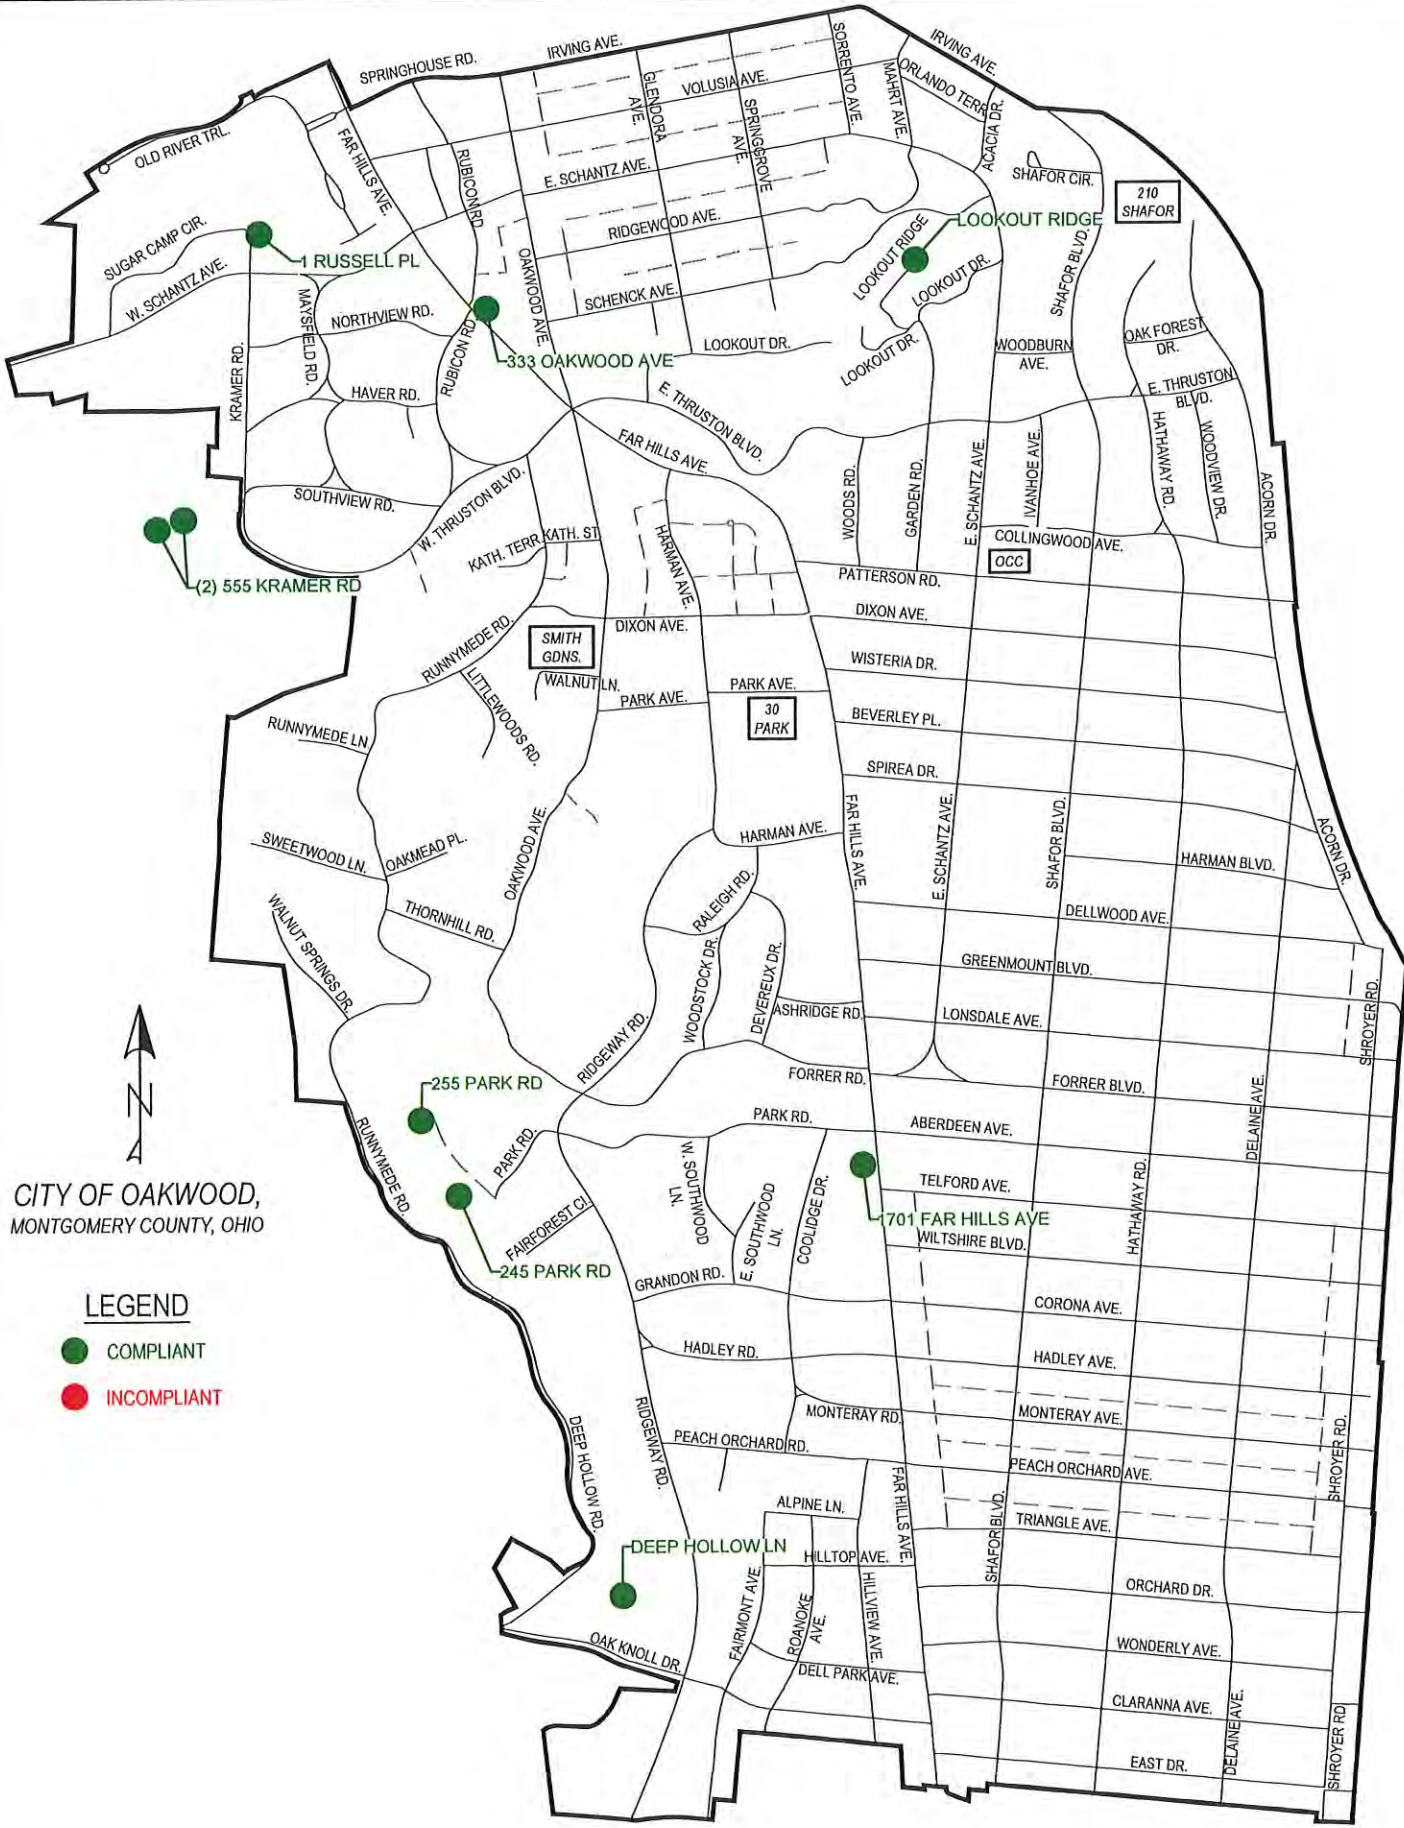 IRVING AVE.
SPRINGHOUSE RD.
IRVING AVE.
SORRENTO AVE.
MAHRT AVE.
ORLANDO TERR
ACACIA DR.
GLENDORA
AVE.
VOLUSIA AVE.
SPRINGGROVE
AVE.
OLD RIVER TRL.
FAR HILLS AVE.
RUBICON RD
E. SCHANTZ AVE.
SHAFOR CIR.
210
SHAFOR
SUGAR CAMP CIR.
RIDGEWOOD AVE.
LOOKOUT RIDGE
LOOKOUT RIDGE
1 RUSSELL PL
W. SCHANTZ AVE.
OAKWOOD AVE.
SCHENCK AVE.
LOOKOUT DR.
SHAFOR BLVD.
MAYSFIELD RD.
NORTHVIEW RD.
RUBICON RD
333 OAKWOOD AVE
LOOKOUT DR.
LOOKOUT DR.
WOODBURN
AVE.
OAK FOREST
DR.
KRAMER RD.
HAVER RD.
E. THRUSTON BLVD.
E. THRUSTON
BLVD.
FAR HILLS AVE.
HATHAWAY RD.
WOODVIEW DR.
WOODS RD.
GARDEN RD.
E. SCHANTZ AVE.
IVANHOE AVE.
ACORN DR.
SOUTHVIEW RD.
W. THRUSTON BLVD.
KATH. TERR.
KATH. ST
HARMAN AVE.
COLLINGWOOD AVE.
OCC
(2) 555 KRAMER RD
PATTERSON RD.
DIXON AVE.
DIXON AVE.
RUNNYMEDE RD.
SMITH
GDNS.
WISTERIA DR.
LITTLEWOODS RD.
WALNUT LN.
PARK AVE.
PARK AVE.
30
PARK
BEVERLEY PL.
RUNNYMEDE LN
SPIREA DR.
FAR HILLS AVE.
E. SCHANTZ AVE.
SHAFOR BLVD.
ACORN DR.
HARMAN AVE.
SWEETWOOD LN.
OAKMEAD PL.
OAKWOOD AVE.
HARMAN BLVD.
RALEIGH RD.
WALNUT SPRINGS DR.
THORNHILL RD.
DELLWOOD AVE.
WOODSTOCK DR.
DEVEREUX DR.
GREENMOUNT BLVD.
SHROYER RD.
ASHRIDGE RD.
LONSDALE AVE.
RIDGEWAY RD.
N
255 PARK RD
FORRER RD.
FORRER BLVD.
DELAINE AVE.
RUNNYMEDE RD.
PARK RD.
PARK RD.
ABERDEEN AVE.
CITY OF OAKWOOD,
MONTGOMERY COUNTY, OHIO
W. SOUTHWOOD
LN.
E. SOUTHWOOD
LN.
COOLIDGE DR.
TELFORD AVE.
HATHAWAY RD.
1701 FAR HILLS AVE
WILTSHIRE BLVD.
FAIRFOREST CI.
245 PARK RD
GRANDON RD.
CORONA AVE.
LEGEND
COMPLIANT
INCOMPLIANT
HADLEY RD.
HADLEY AVE.
RIDGEWAY RD.
MONTERAY RD.
MONTERAY AVE.
SHROYER RD.
DEEP HOLLOW RD.
PEACH ORCHARD RD.
PEACH ORCHARD AVE.
FAR HILLS AVE.
SHAFOR BLVD.
ALPINE LN.
TRIANGLE AVE.
DEEP HOLLOW LN
HILLTOP AVE.
ORCHARD DR.
FAIRMONT AVE.
ROANOKE
AVE.
HILLVIEW AVE.
OAK KNOLL DR.
WONDERLY AVE.
DELL PARK AVE.
CLARANNA AVE.
DELAINE AVE.
SHROYER RD
EAST DR.